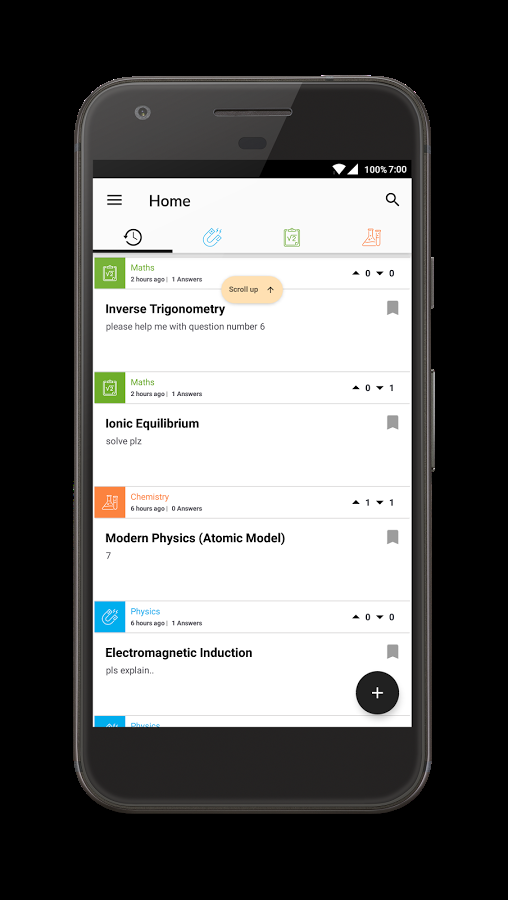 100% 7:00
Home
Maths
2 hours ago | 1 Answers
0 0
Scroll up
Inverse Trigonometry
please help me with question number 6
Maths
2 hours ago | 1 Answers
0 1
Ionic Equilibrium
solve plz
Chemistry
6 hours ago | 0 Answers
1 1
Modern Physics (Atomic Model)
7
Physics
6 hours ago | 1 Answers
0 0
Electromagnetic Induction
pls explain..
Physics